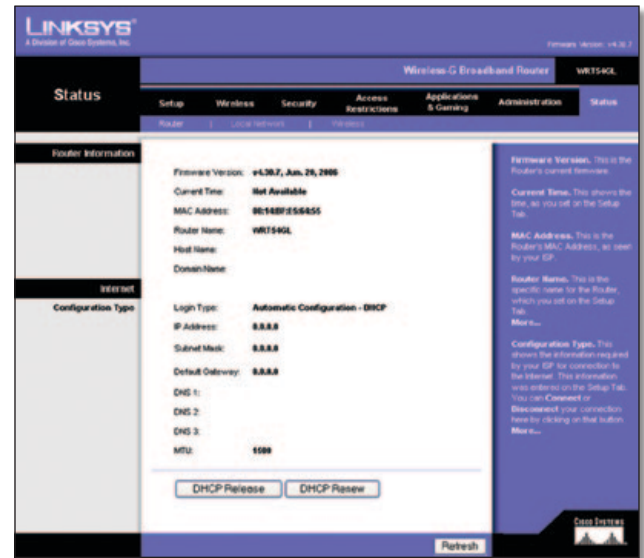 LINKSYS®
A Division of Cisco Systems, Inc.
Firmware Version: v4.30.7
Wireless-G Broadband Router WRT54GL
Status
Setup Wireless Security Access Restrictions Applications & Gaming Administration Status
Router | Local Network | Wireless
Router Information
Firmware Version: v4.30.7, Jun. 20, 2006
Current Time: Not Available
MAC Address:
Router Name: WRT54GL
Host Name:
Domain Name:
Internet
Configuration Type
Login Type: Automatic Configuration - DHCP
IP Address: 0.0.0.0
Subnet Mask: 0.0.0.0
Default Gateway: 0.0.0.0
DNS 1:
DNS 2:
DNS 3:
MTU: 1500
DHCP Release DHCP Renew
Firmware Version. This is the
Router's current firmware.
Current Time. This shows the
time, as you set on the Setup
Tab.
MAC Address. This is the
Router's MAC Address, as seen
by your ISP.
Router Name. This is the
specific name for the Router,
which you set on the Setup
Tab.
More...
Configuration Type. This
shows the information required
by your ISP for connection to
the Internet. This information
was entered on the Setup Tab.
You can Connect or
Disconnect your connection
here by clicking on that button.
More...
Refresh
CISCO SYSTEMS